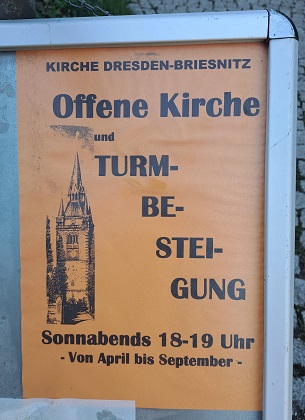 KIRCHE DRESDEN-BRIESNITZ
Offene Kirche
und
TURM-
BE-
STEI-
GUNG
Sonnabends 18-19 Uhr
- Von April bis September -